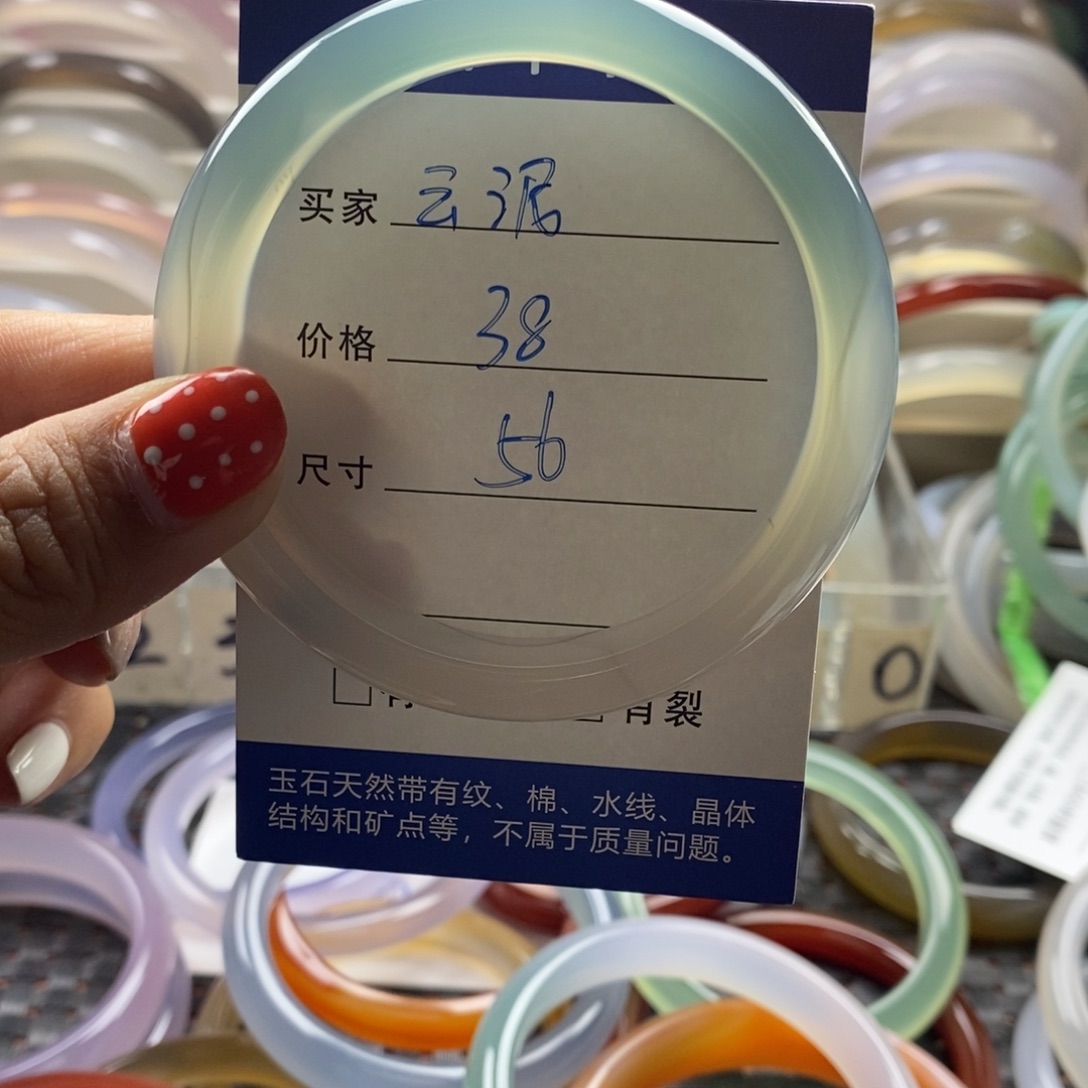 买家 云泥
价格 38
尺寸 56
有裂
玉石天然带有纹、棉、水线、晶体
结构和矿点等，不属于质量问题。
O